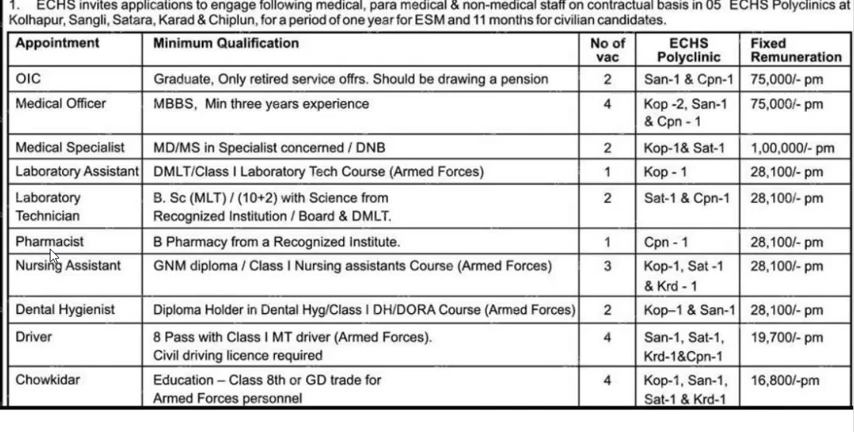 1. ECHS invites applications to engage following medical, para medical & non-medical staff on contractual basis in 05 ECHS Polyclinics at
Kolhapur, Sangli, Satara, Karad & Chiplun, for a period of one year for ESM and 11 months for civilian candidates.
Appointment Minimum Qualification No of vac ECHS Polyclinic Fixed Remuneration
OIC Graduate, Only retired service offrs. Should be drawing a pension 2 San-1 & Cpn-1 75,000/- pm
Medical Officer MBBS, Min three years experience 4 Kop -2, San-1 75,000/- pm
& Cpn - 1
Medical Specialist MD/MS in Specialist concerned / DNB 2 Kop-1& Sat-1 1,00,000/- pm
Laboratory Assistant DMLT/Class I Laboratory Tech Course (Armed Forces) 1 Kop - 1 28,100/- pm
Laboratory B. Sc (MLT) / (10+2) with Science from 2 Sat-1 & Cpn-1 28,100/- pm
Technician Recognized Institution / Board & DMLT.
Pharmacist B Pharmacy from a Recognized Institute. 1 Cpn - 1 28,100/- pm
Nursing Assistant GNM diploma / Class I Nursing assistants Course (Armed Forces) 3 Kop-1, Sat -1 28,100/- pm
& Krd - 1
Dental Hygienist Diploma Holder in Dental Hyg/Class I DH/DORA Course (Armed Forces) 2 Kop–1 & San-1 28,100/- pm
Driver 8 Pass with Class I MT driver (Armed Forces). 4 San-1, Sat-1, 19,700/- pm
Civil driving licence required Krd-1&Cpn-1
Chowkidar Education – Class 8th or GD trade for 4 Kop-1, San-1, 16,800/-pm
Armed Forces personnel Sat-1 & Krd-1